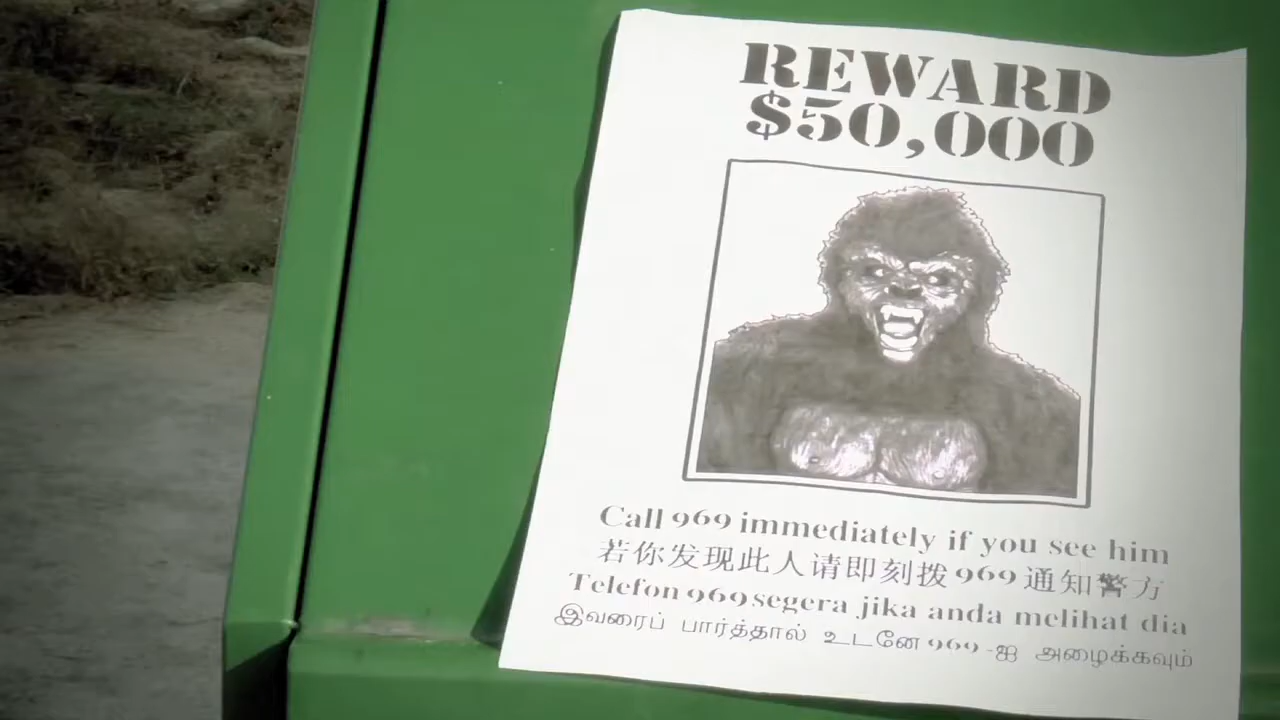 REWARD
$50,000
Call 969 immediately if you see him
若你发现此人请即刻拨969通知警方
Telefon 969 segera jika anda melihat dia
இவரைப் பார்த்தால் உடனே 969 -ஐ அழைக்கவும்